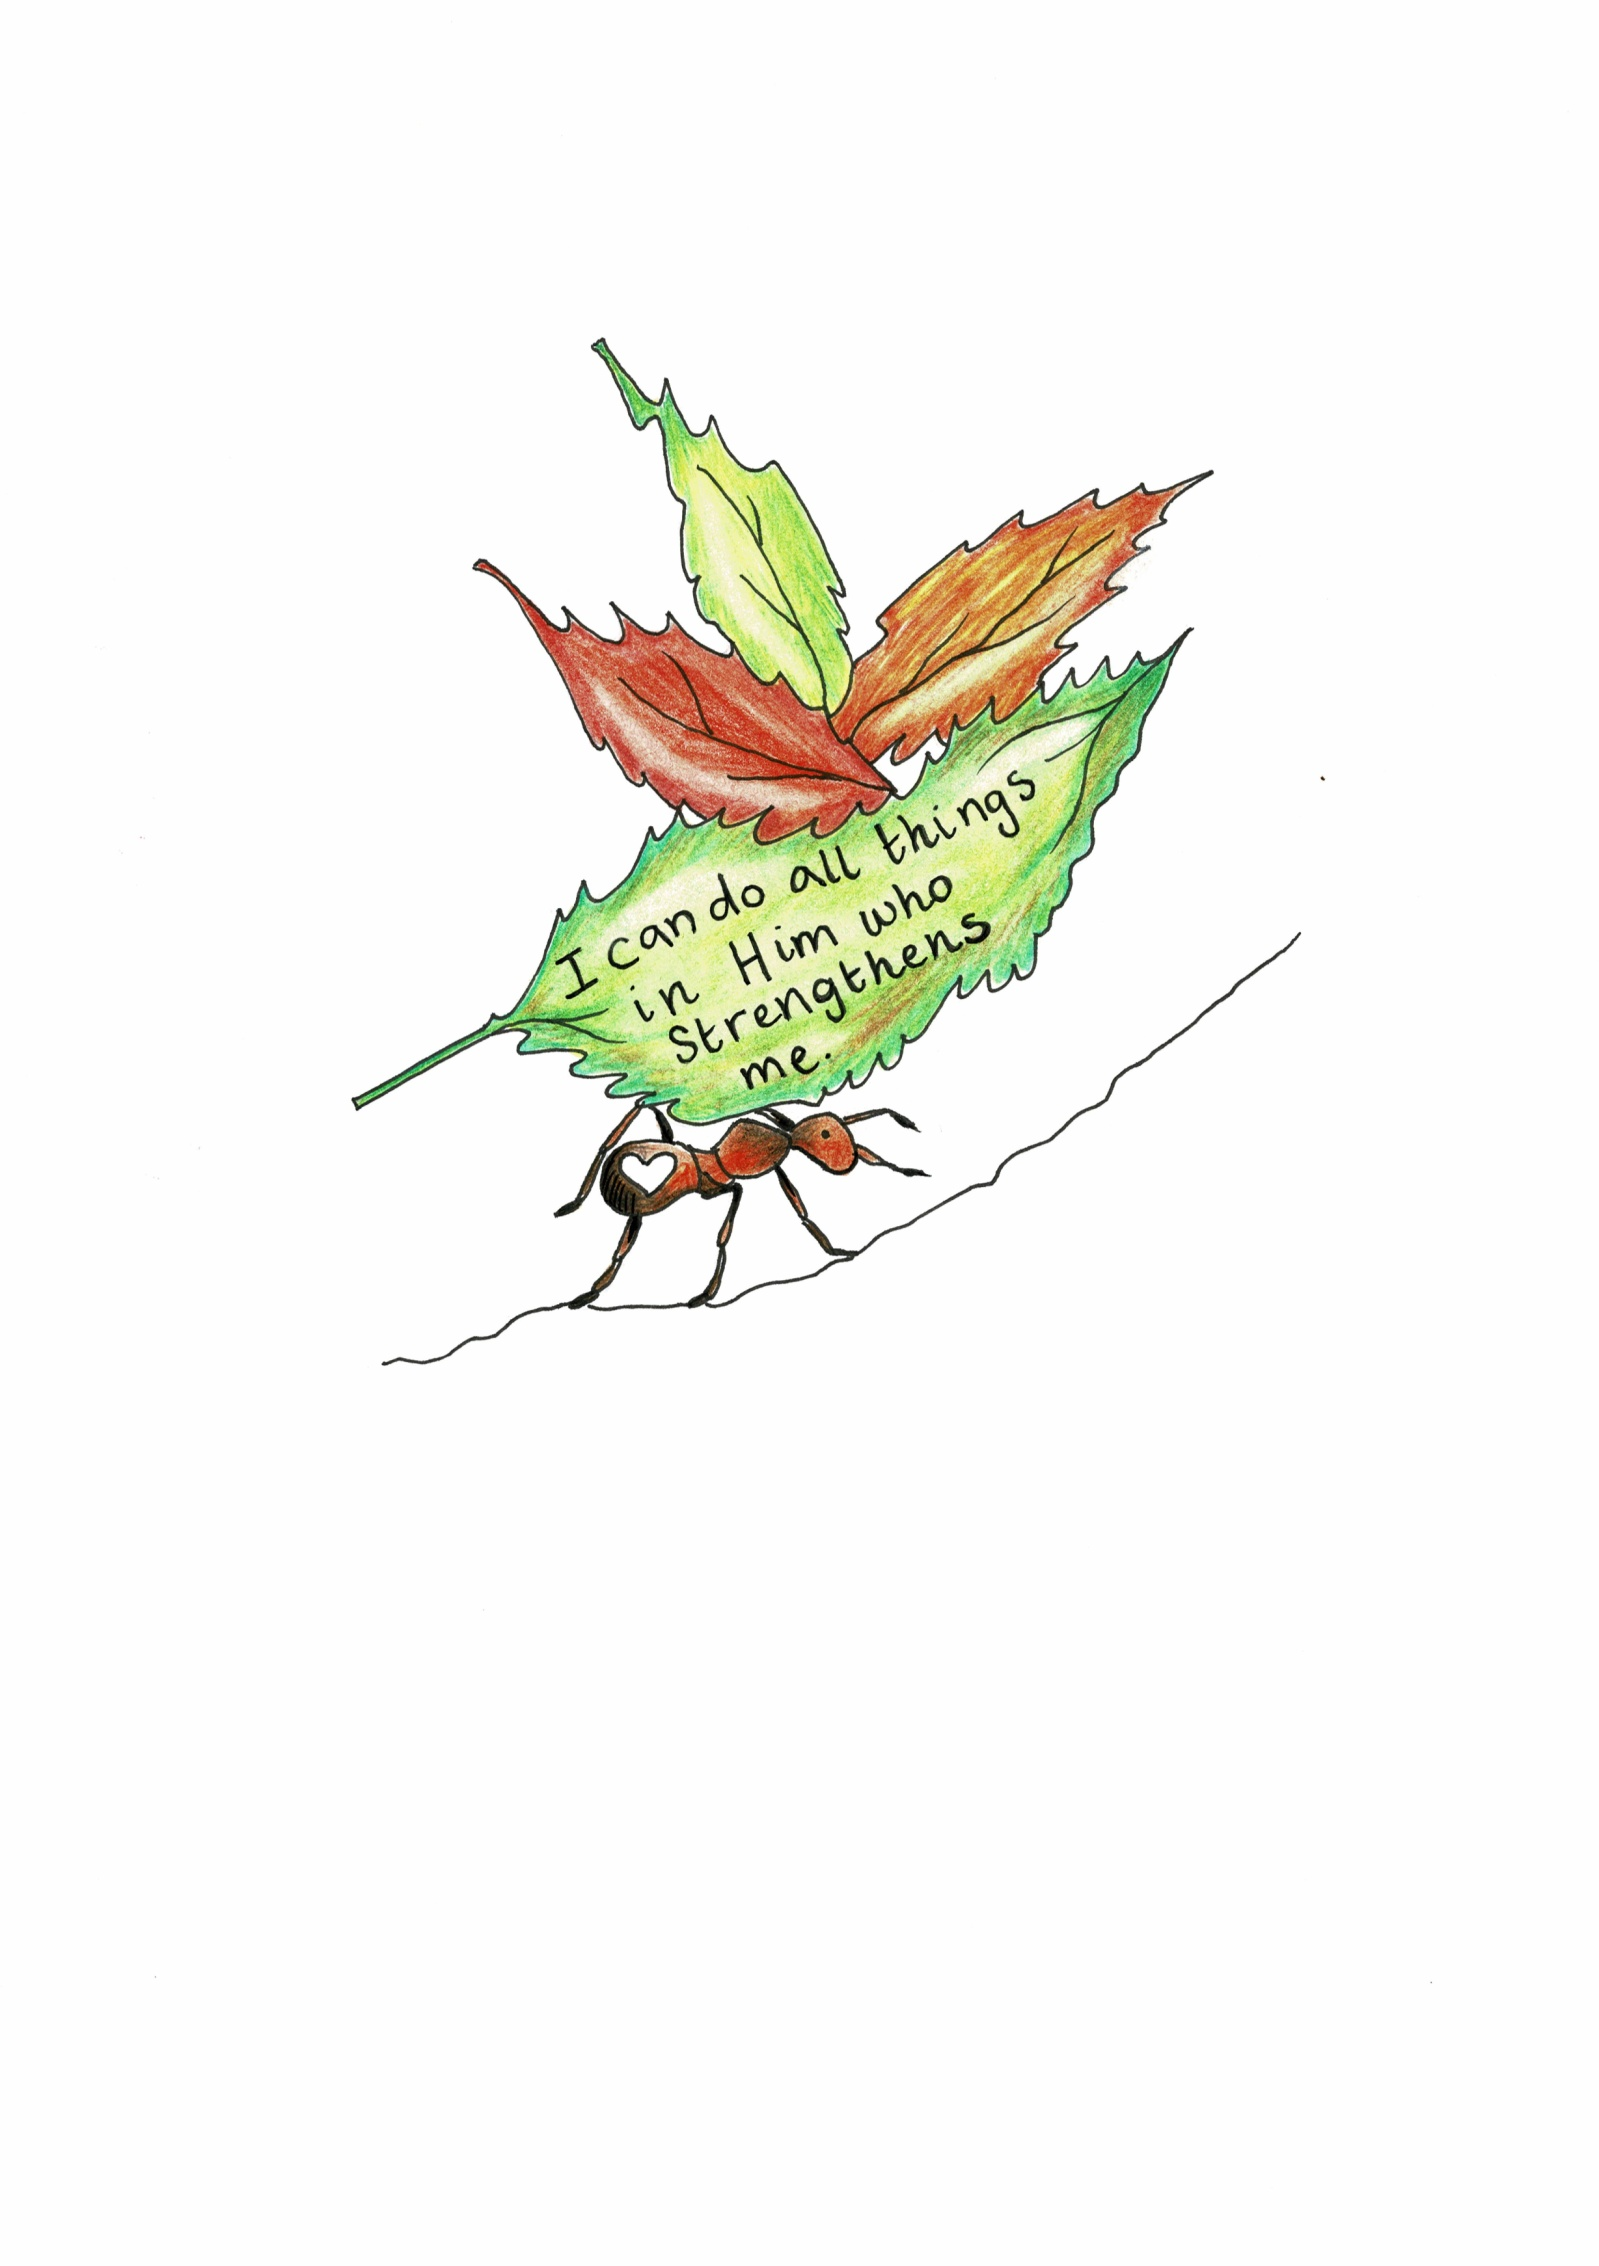 I can do all things
in Him who
Strengthens
me.